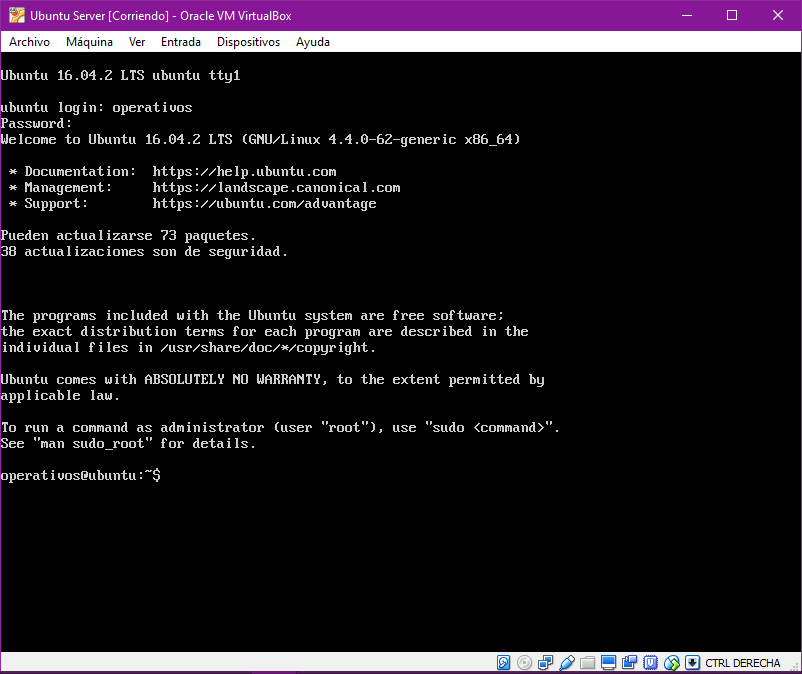 Ubuntu Server [Corriendo] - Oracle VM VirtualBox
Archivo Máquina Ver Entrada Dispositivos Ayuda
Ubuntu 16.04.2 LTS ubuntu tty1
ubuntu login: operativos
Password:
Welcome to Ubuntu 16.04.2 LTS (GNU/Linux 4.4.0-62-generic x86_64)
* Documentation: https://help.ubuntu.com
* Management: https://landscape.canonical.com
* Support: https://ubuntu.com/advantage
Pueden actualizarse 73 paquetes.
38 actualizaciones son de seguridad.
The programs included with the Ubuntu system are free software;
the exact distribution terms for each program are described in the
individual files in /usr/share/doc/*/copyright.
Ubuntu comes with ABSOLUTELY NO WARRANTY, to the extent permitted by
applicable law.
To run a command as administrator (user "root"), use "sudo <command>".
See "man sudo_root" for details.
operativos@ubuntu:~$
CTRL DERECHA